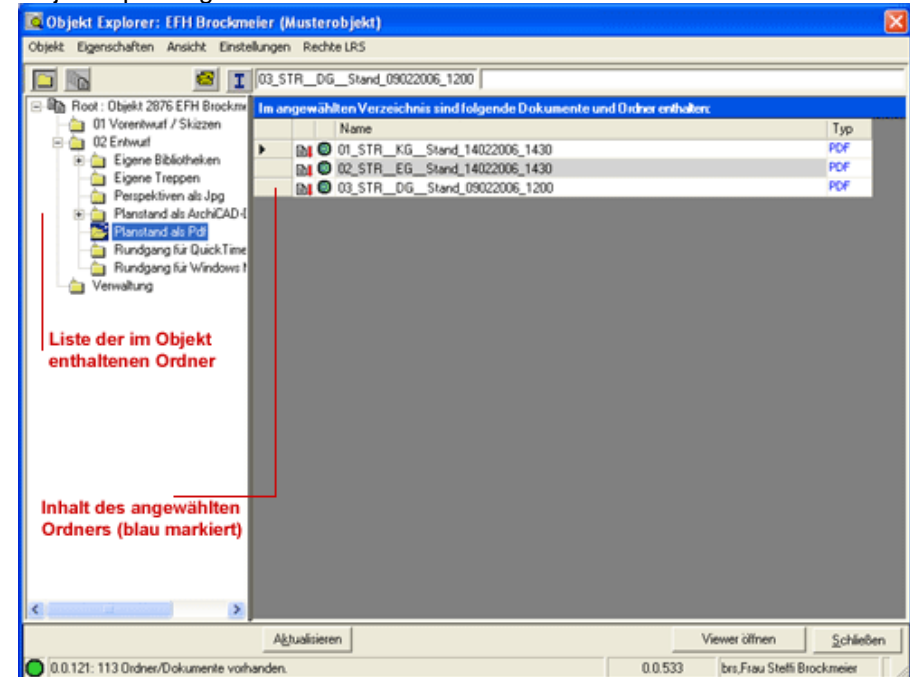 Objekt Explorer: EFH Brockmeier (Musterobjekt)
Objekt Eigenschaften Ansicht Einstellungen Rechte LRS
03_STR__DG__Stand_09022006_1200
Root : Objekt 2876 EFH Brockme
01 Vorentwurf / Skizzen
02 Entwurf
Eigene Bibliotheken
Eigene Treppen
Perspektiven als Jpg
Planstand als ArchiCAD-D
Planstand als Pdf
Rundgang für QuickTime
Rundgang für Windows
Verwaltung
Im angewählten Verzeichnis sind folgende Dokumente und Ordner enthalten:
Name Typ
01_STR__KG__Stand_14022006_1430 PDF
02_STR__EG__Stand_14022006_1430 PDF
03_STR__DG__Stand_09022006_1200 PDF
Liste der im Objekt
enthaltenen Ordner
Inhalt des angewählten
Ordners (blau markiert)
Aktualisieren Viewer öffnen Schließen
0.0.121: 113 Ordner/Dokumente vorhanden. 0.0.533 brs,Frau Steffi Brockmeier